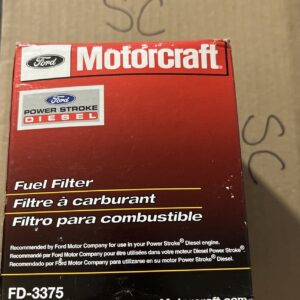 SC
Ford
Motorcraft®
Ford
POWER STROKE
DIESEL
SC
Fuel Filter
Filtre à carburant
Filtro para combustible
Recommended by Ford Motor Company for use in your Power Stroke® Diesel engine.
Recommandé par Ford Motor Company pour être utilisées dans votre moteur Diesel Power Stroke®
Recomendado por Ford Motor Company para utilizarse en su motor Power Stroke® Diesel.
FD-3375
Motorcraft.com